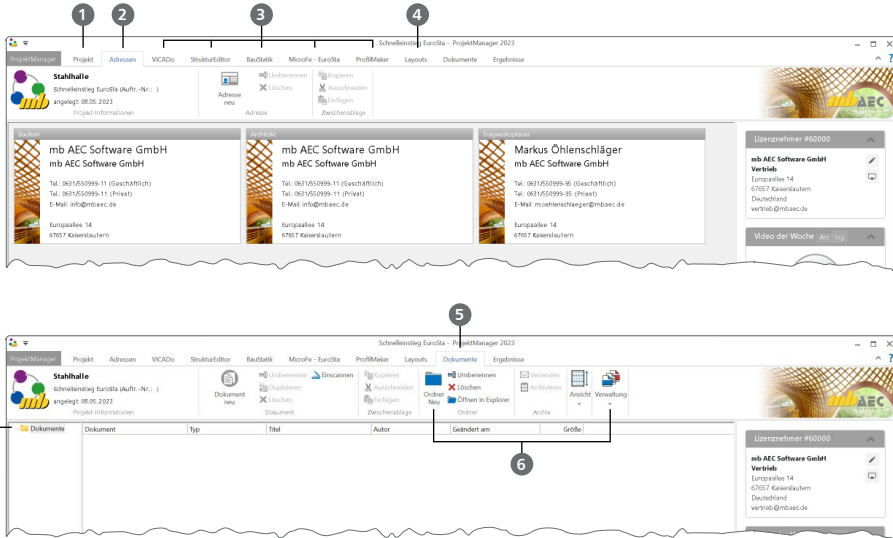 1 2 3 4
Schnelleinstieg EuroSta - ProjektManager 2023
ProjektManager Projekt Adressen ViCADo StrukturEditor BauStatik MicroFe - EuroSta ProfilMaker Layouts Dokumente Ergebnisse
Stahlhalle
Schnelleinstieg EuroSta (Auftr.-Nr.: )
angelegt: 08.05.2023
Projekt-Informationen
mb
Adresse neu
Umbenennen
Löschen
Adresse
Kopieren
Ausschneiden
Einfügen
Zwischenablage
mb AEC
Bauherr
mb AEC Software GmbH
mb AEC Software GmbH
Tel.: 0631/550999-11 (Geschäftlich)
Tel.: 0631/550999-11 (Privat)
E-Mail: info@mbaec.de
Europaallee 14
67657 Kaiserslautern
Architekt
mb AEC Software GmbH
mb AEC Software GmbH
Tel.: 0631/550999-11 (Geschäftlich)
Tel.: 0631/550999-11 (Privat)
E-Mail: info@mbaec.de
Europaallee 14
67657 Kaiserslautern
Tragwerksplaner
Markus Öhlenschläger
mb AEC Software GmbH
Tel.: 0631/550999-95 (Geschäftlich)
Tel.: 0631/550999-95 (Privat)
E-Mail: m.oehlenschlaeger@mbaec.de
Europaallee 14
67657 Kaiserslautern
Lizenznehmer #60000
mb AEC Software GmbH
Vertrieb
Europaallee 14
67657 Kaiserslautern
Deutschland
vertrieb@mbaec.de
Video der Woche Arc Ing
5
Schnelleinstieg EuroSta - ProjektManager 2023
ProjektManager Projekt Adressen ViCADo StrukturEditor BauStatik MicroFe - EuroSta ProfilMaker Layouts Dokumente Ergebnisse
Stahlhalle
Schnelleinstieg EuroSta (Auftr.-Nr.: )
angelegt: 08.05.2023
Projekt-Informationen
mb
Dokument neu
Umbenennen
Duplizieren
Löschen
Einscannen
Dokument
Kopieren
Ausschneiden
Einfügen
Zwischenablage
Ordner Neu
Umbenennen
Löschen
Öffnen in Explorer
Ordner
Versenden
Archivieren
Archiv
Ansicht
Verwaltung
mb AEC
Dokumente
Dokument Typ Titel Autor Geändert am Größe
6
Lizenznehmer #60000
mb AEC Software GmbH
Vertrieb
Europaallee 14
67657 Kaiserslautern
Deutschland
vertrieb@mbaec.de